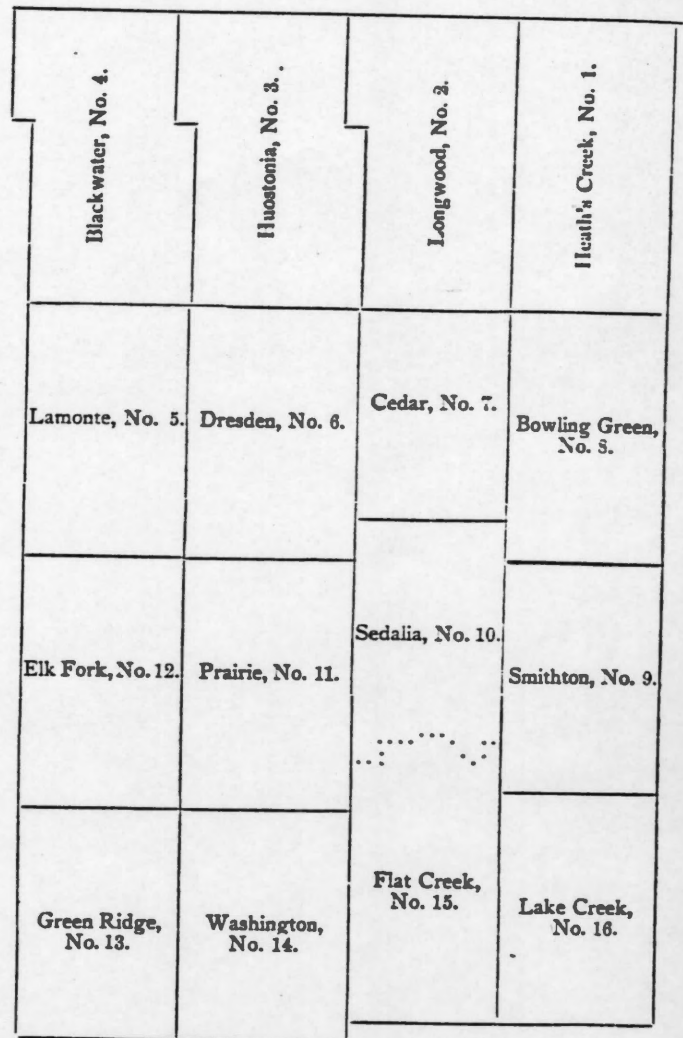 Blackwater, No. 4.
Huostonia, No. 3.
Longwood, No. 2.
Heath's Creek, No. 1.
Lamonte, No. 5.
Dresden, No. 6.
Cedar, No. 7.
Bowling Green,
No. 8.
Elk Fork, No. 12.
Prairie, No. 11.
Sedalia, No. 10.
Smithton, No. 9.
Green Ridge,
No. 13.
Washington,
No. 14.
Flat Creek,
No. 15.
Lake Creek,
No. 16.